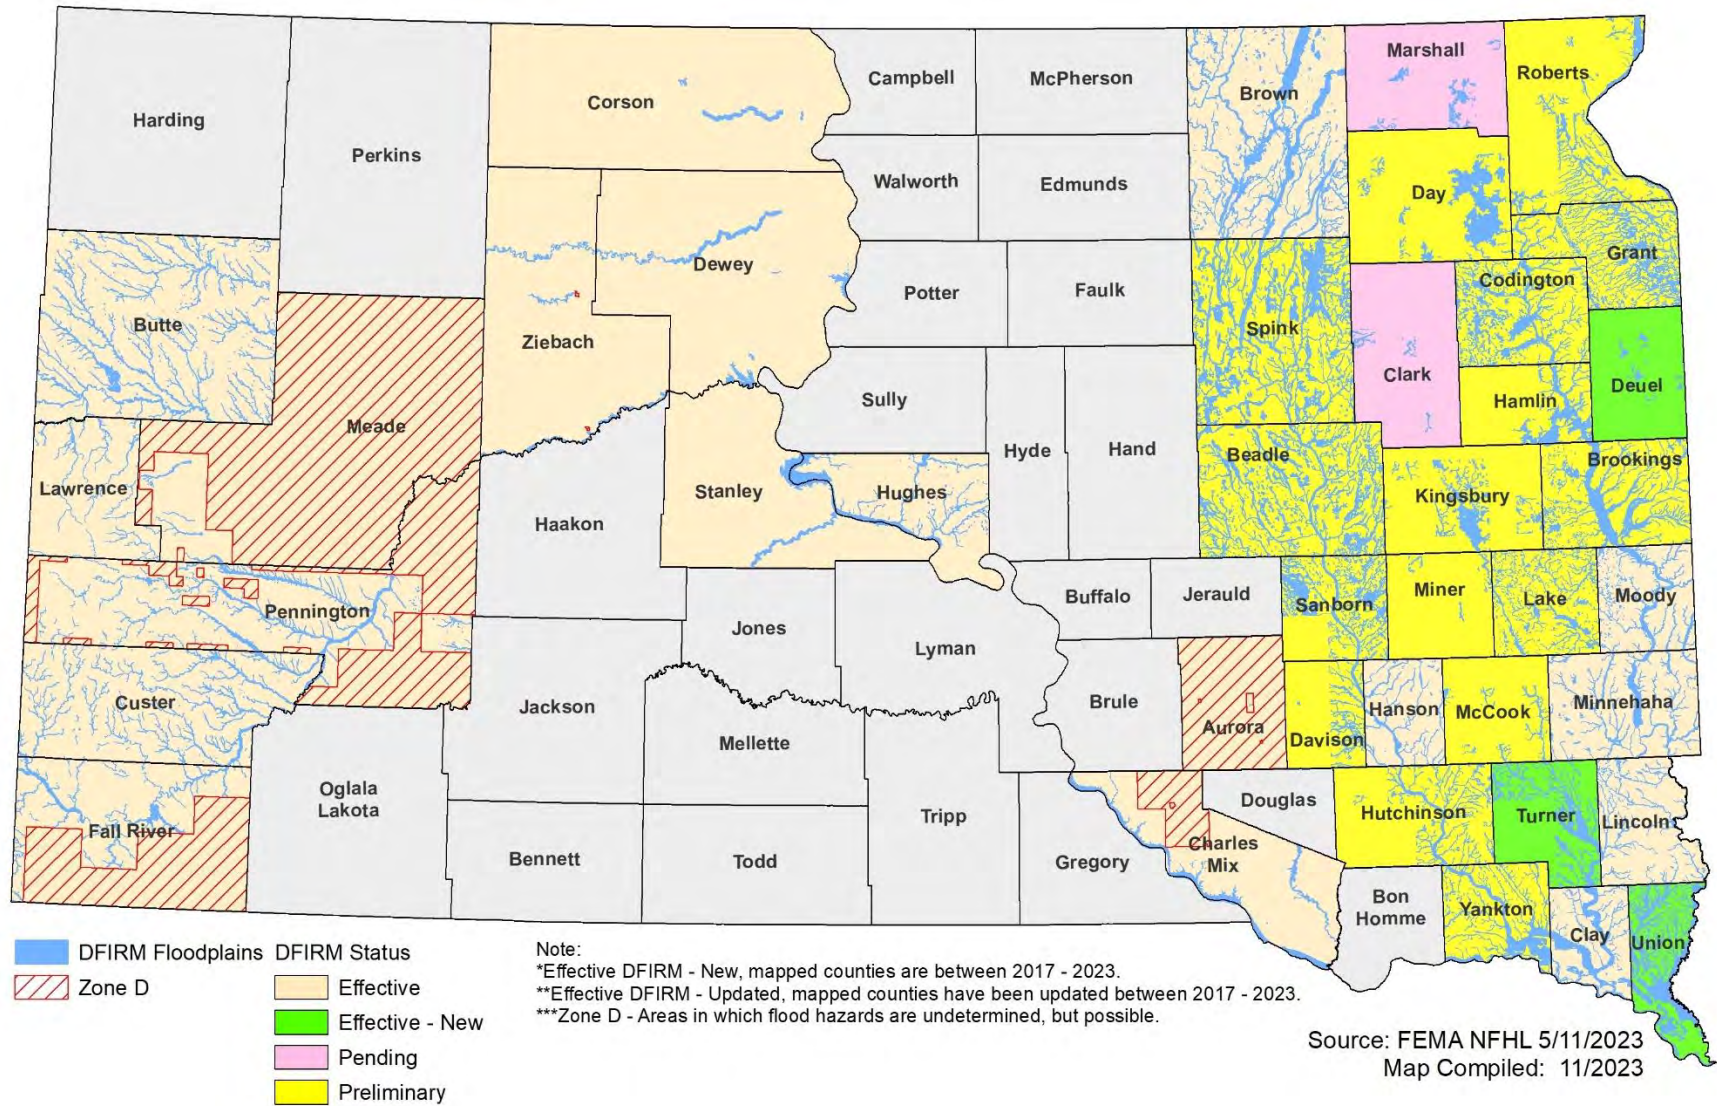 Harding
Perkins
Corson
Campbell
McPherson
Brown
Marshall
Roberts
Walworth
Edmunds
Day
Butte
Ziebach
Dewey
Potter
Faulk
Spink
Codington
Grant
Meade
Sully
Clark
Hamlin
Deuel
Lawrence
Haakon
Stanley
Hughes
Hyde
Hand
Beadle
Kingsbury
Brookings
Pennington
Jones
Lyman
Buffalo
Jerauld
Sanborn
Miner
Lake
Moody
Custer
Jackson
Mellette
Brule
Aurora
Davison
Hanson
McCook
Minnehaha
Fall River
Oglala
Lakota
Bennett
Todd
Tripp
Gregory
Charles
Mix
Douglas
Hutchinson
Turner
Lincoln
Bon
Homme
Yankton
Clay
Union
DFIRM Floodplains
Zone D
DFIRM Status
Effective
Effective - New
Pending
Preliminary
Note:
*Effective DFIRM - New, mapped counties are between 2017 - 2023.
**Effective DFIRM - Updated, mapped counties have been updated between 2017 - 2023.
***Zone D - Areas in which flood hazards are undetermined, but possible.
Source: FEMA NFHL 5/11/2023
Map Compiled: 11/2023